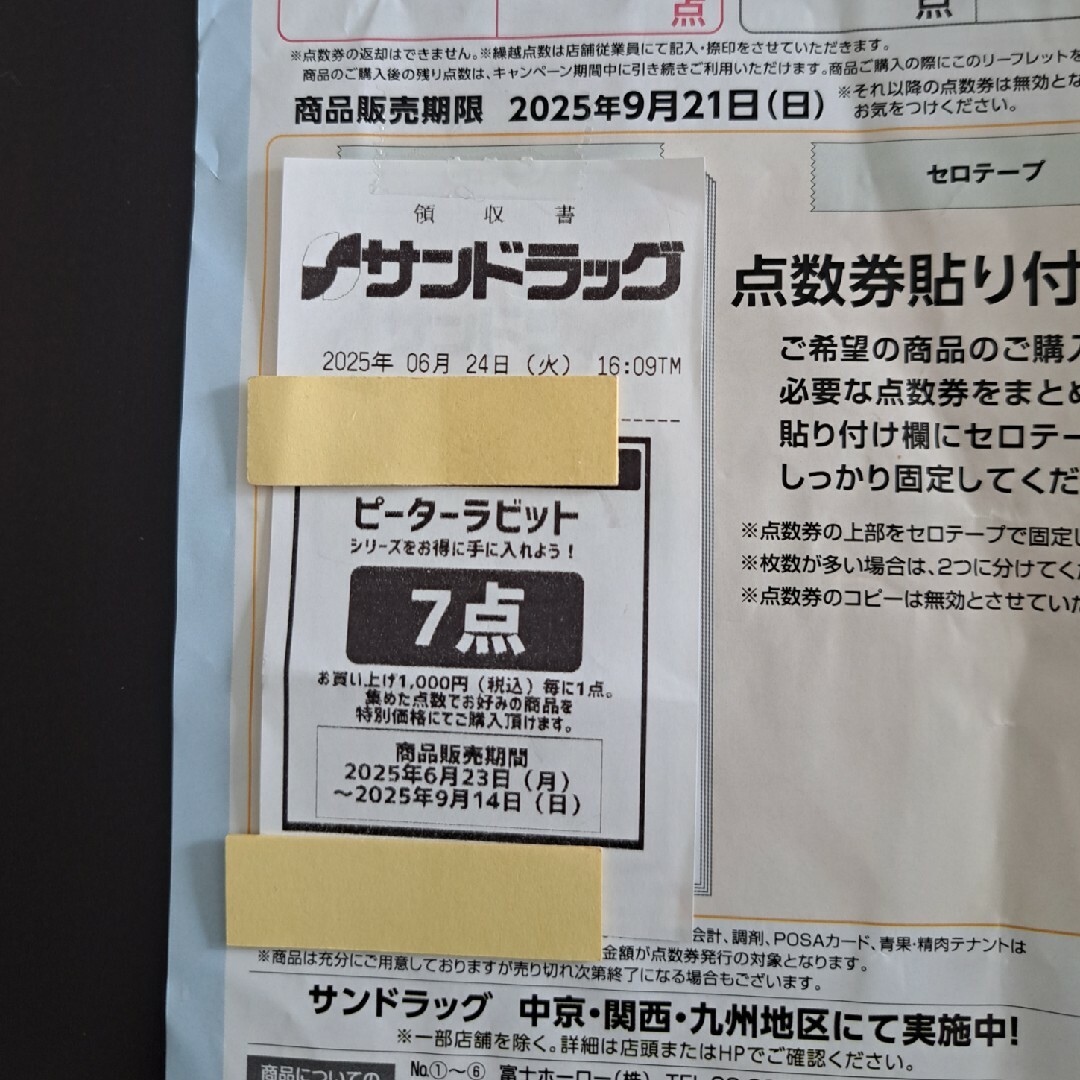 点
点
※点数券の返却はできません。※繰越点数は店舗従業員にて記入・捺印をさせていただきます。
商品のご購入後の残り点数は、キャンペーン期間中に引き続きご利用いただけます。商品ご購入の際にこのリーフレットを
商品販売期限 2025年9月21日(日)
※それ以降の点数券は無効とな
お気をつけください。
セロテープ
領収書
サンドラッグ
2025年 06月 24日 (火) 16:09TM
ピーターラビット
シリーズをお得に手に入れよう!
7点
お買い上げ1,000円(税込)毎に1点。
集めた点数でお好みの商品を
特別価格にてご購入頂けます。
商品販売期間
2025年6月23日(月)
~2025年9月14日(日)
点数券貼り付
ご希望の商品のご購入
必要な点数券をまとめ
貼り付け欄にセロテー
しっかり固定してくだ
※点数券の上部をセロテープで固定し
※枚数が多い場合は、2つに分けてくだ
※点数券のコピーは無効とさせていた
会計、調剤、POSAカード、青果・精肉テナントは
金額が点数券発行の対象となります。
※商品は充分にご用意しておりますが売り切れ次第終了になる場合もございます。
サンドラッグ 中京・関西・九州地区にて実施中!
※一部店舗を除く。詳細は店頭またはHPでご確認ください。
商品についての
No.①~⑥ 富士ホーロー(株) TEL